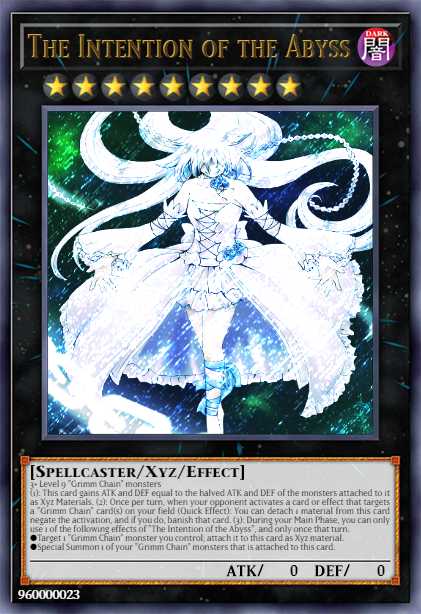 The Intention of the Abyss
DARK
闇
[Spellcaster/Xyz/Effect]
3+ Level 9 "Grimm Chain" monsters
(1): This card gains ATK and DEF equal to the halved ATK and DEF of the monsters attached to it
as Xyz Materials. (2): Once per turn, when your opponent activates a card or effect that targets
a "Grimm Chain" card(s) on your field (Quick Effect): You can detach 1 material from this card
negate the activation, and if you do, banish that card. (3): During your Main Phase, you can only
use 1 of the following effects of "The Intention of the Abyss", and only once that turn.
●Target 1 "Grimm Chain" monster you control; attach it to this card as Xyz material.
●Special Summon 1 of your "Grimm Chain" monsters that is attached to this card.
ATK/ 0 DEF/ 0
960000023